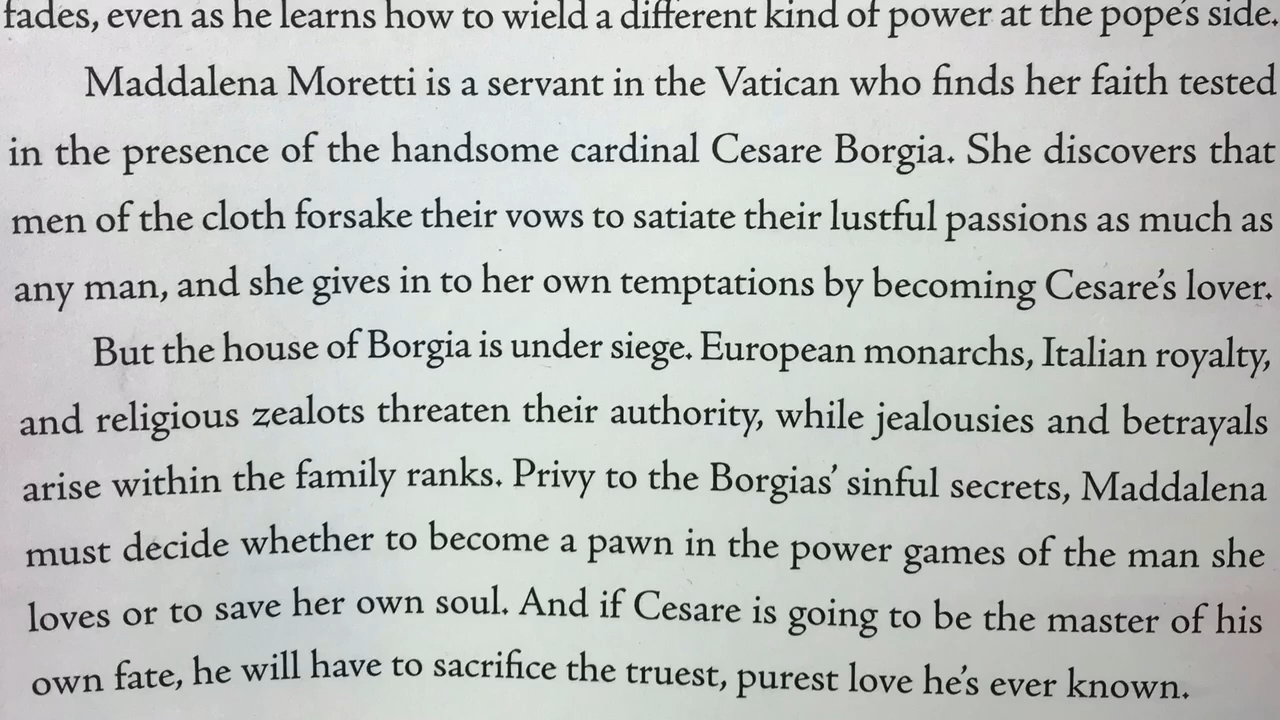 fades, even as he learns how to wield a different kind of power at the pope's side.
Maddalena Moretti is a servant in the Vatican who finds her faith tested
in the presence of the handsome cardinal Cesare Borgia. She discovers that
men of the cloth forsake their vows to satiate their lustful passions as much as
any man, and she gives in to her own temptations by becoming Cesare's lover.
But the house of Borgia is under siege. European monarchs, Italian royalty,
and religious zealots threaten their authority, while jealousies and betrayals
arise within the family ranks. Privy to the Borgias' sinful secrets, Maddalena
must decide whether to become a pawn in the power games of the man she
loves or to save her own soul. And if Cesare is going to be the master of his
own fate, he will have to sacrifice the truest, purest love he's ever known.